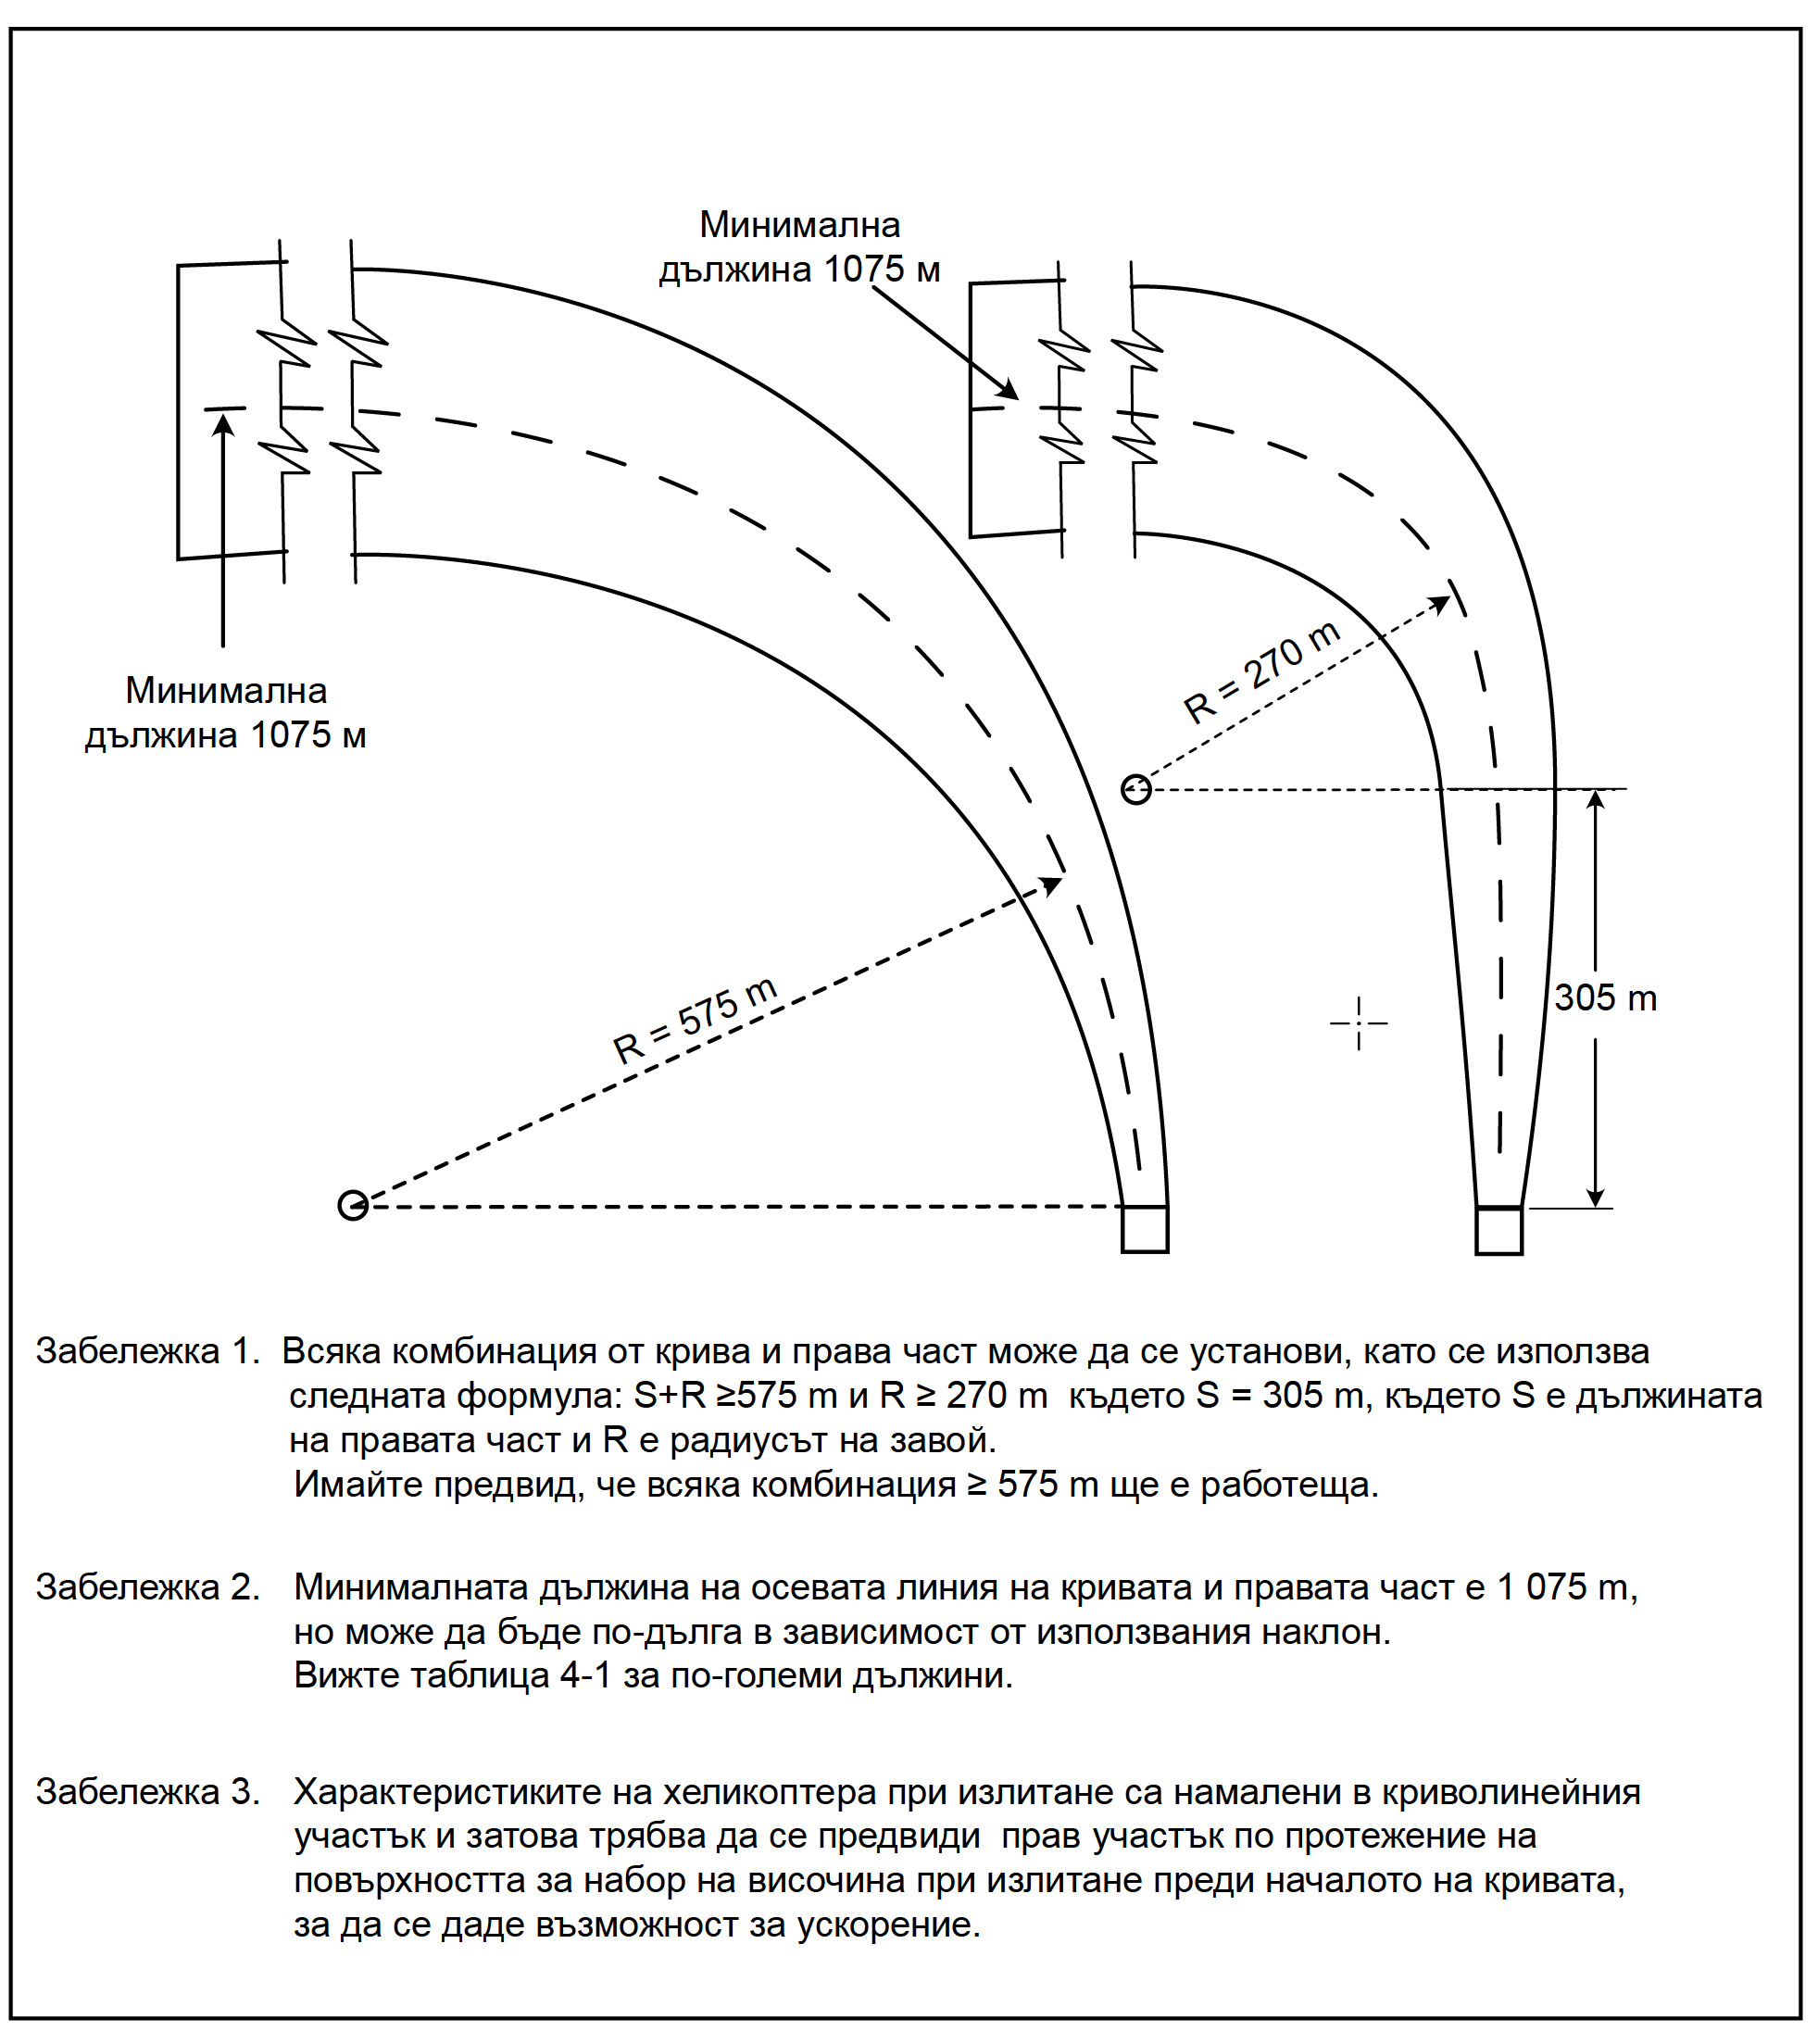 Минимална
дължина 1075 м
Минимална
дължина 1075 м
R = 270 m
R = 575 m
305 m
Забележка 1. Всяка комбинация от крива и права част може да се установи, като се използва
следната формула: S+R ≥575 m и R ≥ 270 m където S = 305 m, където S е дължината
на правата част и R е радиусът на завой.
Имайте предвид, че всяка комбинация ≥ 575 m ще е работеща.
Забележка 2. Минималната дължина на осевата линия на кривата и правата част е 1 075 m,
но може да бъде по-дълга в зависимост от използвания наклон.
Вижте таблица 4-1 за по-големи дължини.
Забележка 3. Характеристиките на хеликоптера при излитане са намалени в криволинейния
участък и затова трябва да се предвиди прав участък по протежение на
повърхността за набор на височина при излитане преди началото на кривата,
за да се даде възможност за ускорение.